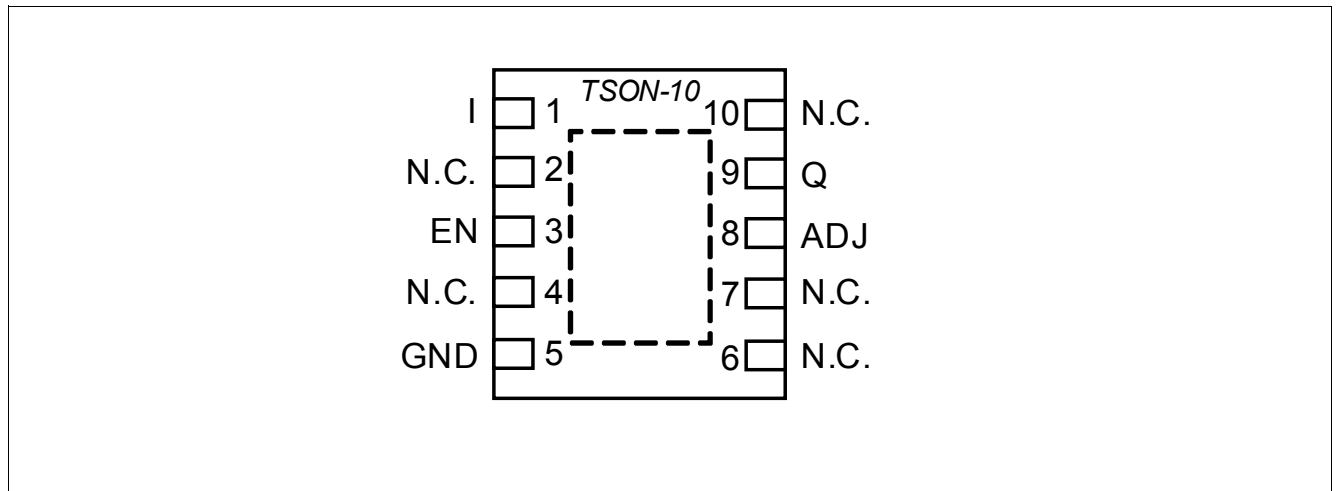 TSON-10
I 1 10 N.C.
N.C. 2 9 Q
EN 3 8 ADJ
N.C. 4 7 N.C.
GND 5 6 N.C.